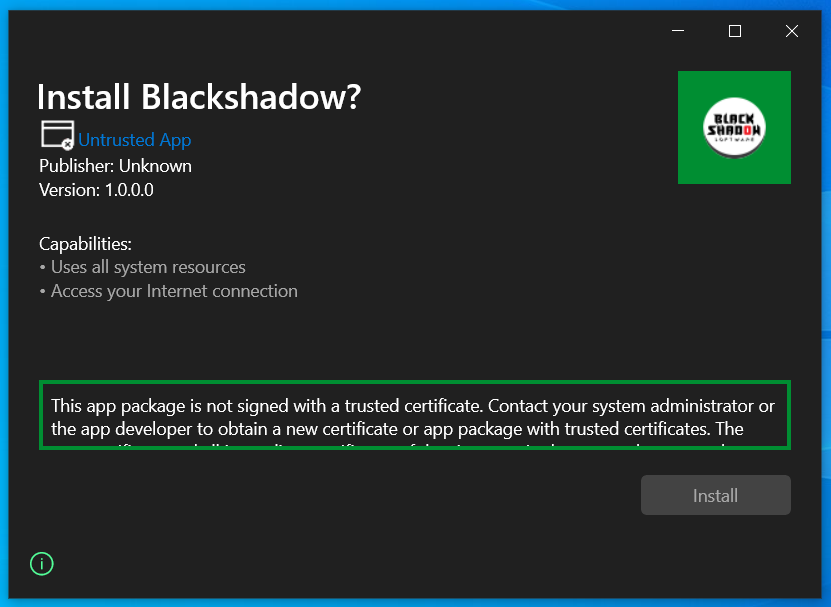 Install Blackshadow?
BLACK
SHADOW
SOFTWARE
Untrusted App
Publisher: Unknown
Version: 1.0.0.0
Capabilities:
• Uses all system resources
• Access your Internet connection
This app package is not signed with a trusted certificate. Contact your system administrator or
the app developer to obtain a new certificate or app package with trusted certificates. The
Install